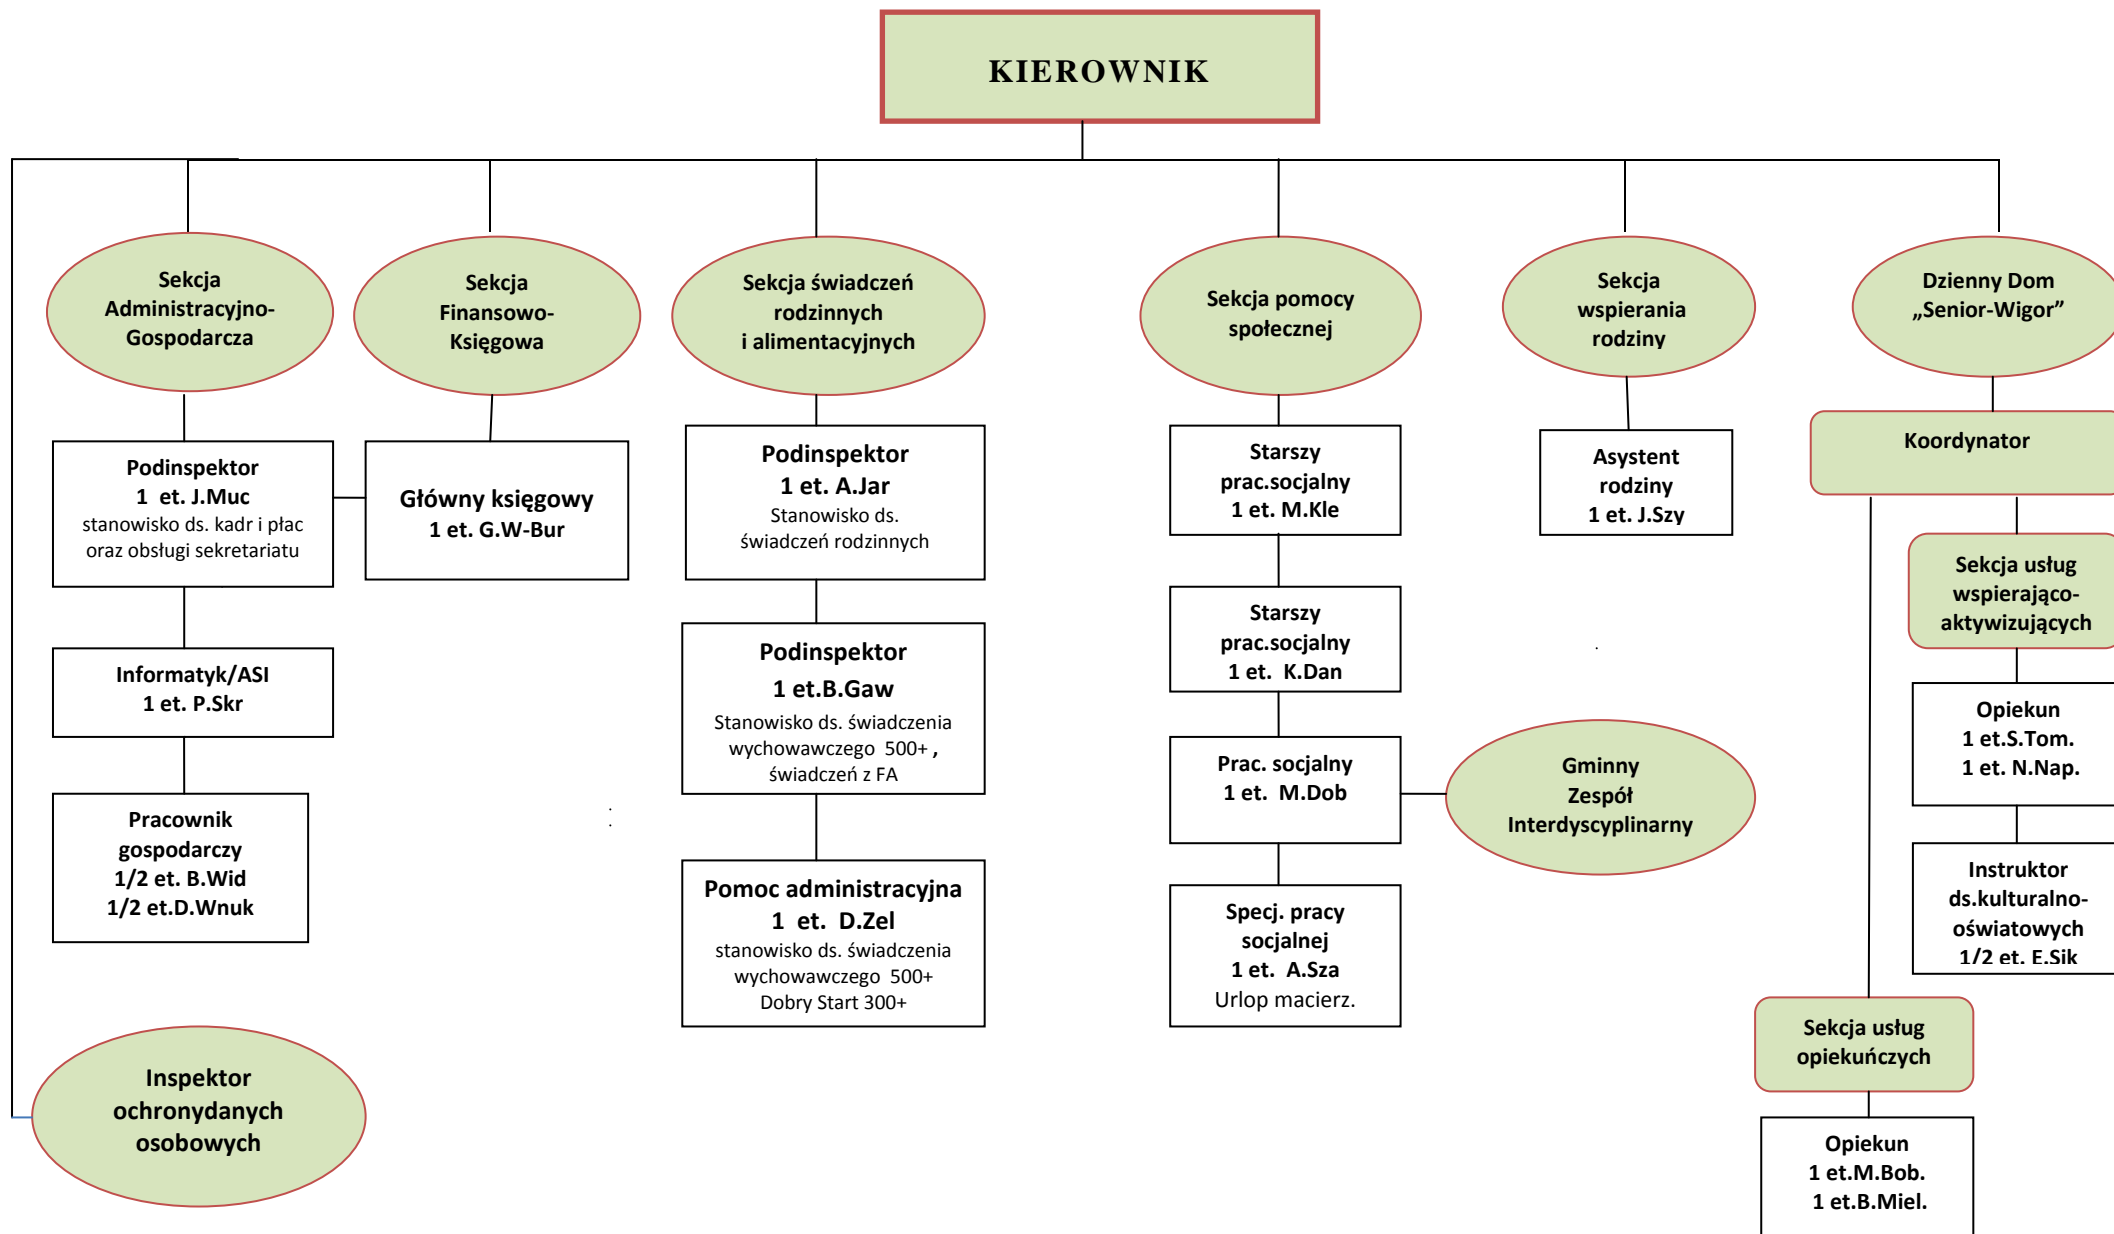 KIEROWNIK
Sekcja
Administracyjno-
Gospodarcza
Sekcja
Finansowo-
Księgowa
Sekcja świadczeń
rodzinnych
i alimentacyjnych
Sekcja pomocy
społecznej
Sekcja
wspierania
rodziny
Dzienny Dom
„Senior-Wigor”
Podinspektor
1 et. J.Muc
stanowisko ds. kadr i płac
oraz obsługi sekretariatu
Główny księgowy
1 et. G.W-Bur
Podinspektor
1 et. A.Jar
Stanowisko ds.
świadczeń rodzinnych
Starszy
prac.socjalny
1 et. M.Kle
Asystent
rodziny
1 et. J.Szy
Koordynator
Informatyk/ASI
1 et. P.Skr
Podinspektor
1 et.B.Gaw
Stanowisko ds. świadczenia
wychowawczego 500+ ,
świadczeń z FA
Starszy
prac.socjalny
1 et. K.Dan
Sekcja usług
wspierająco-
aktywizujących
Pracownik
gospodarczy
1/2 et. B.Wid
1/2 et.D.Wnuk
Pomoc administracyjna
1 et. D.Zel
stanowisko ds. świadczenia
wychowawczego 500+
Dobry Start 300+
Prac. socjalny
1 et. M.Dob
Gminny
Zespół
Interdyscyplinarny
Opiekun
1 et.S.Tom.
1 et. N.Nap.
Specj. pracy
socjalnej
1 et. A.Sza
Urlop macierz.
Instruktor
ds.kulturalno-
oświatowych
1/2 et. E.Sik
Inspektor
ochronydanych
osobowych
Sekcja usług
opiekuńczych
Opiekun
1 et.M.Bob.
1 et.B.Miel.